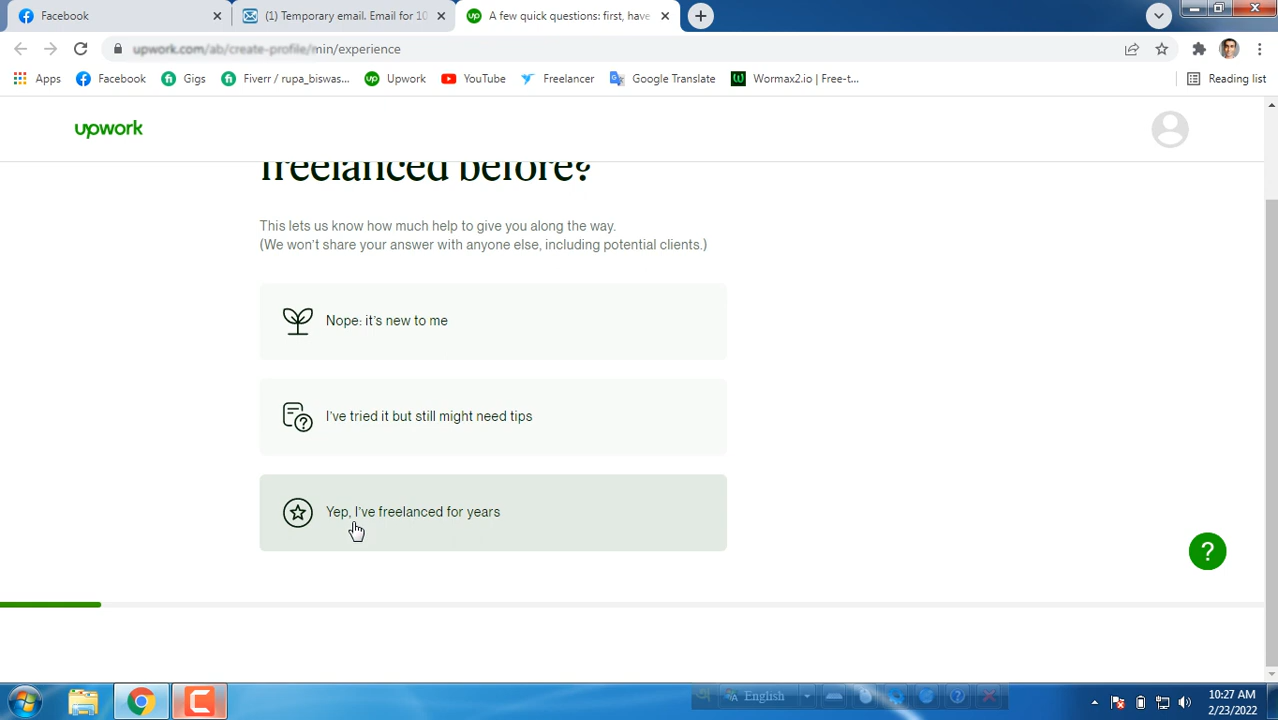 Facebook
(1) Temporary email. Email for 10
A few quick questions: first, have
upwork.com/ab/create-profile/min/experience
Apps
Facebook
Gigs
Fiverr / rupa_biswas...
Upwork
YouTube
Freelancer
Google Translate
Wormax2.io | Free-t...
Reading list
upwork
freelanced before?
This lets us know how much help to give you along the way.
(We won't share your answer with anyone else, including potential clients.)
Nope: it's new to me
I've tried it but still might need tips
Yep, I've freelanced for years
?
English
10:27 AM
2/23/2022